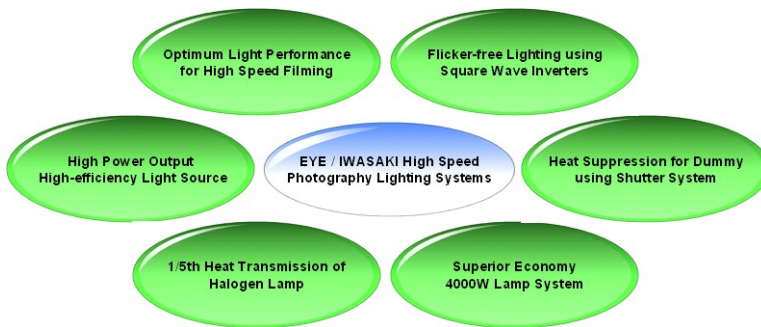 Optimum Light Performance
for High Speed Filming
Flicker-free Lighting using
Square Wave Inverters
High Power Output
High-efficiency Light Source
EYE / IWASAKI High Speed
Photography Lighting Systems
Heat Suppression for Dummy
using Shutter System
1/5th Heat Transmission of
Halogen Lamp
Superior Economy
4000W Lamp System